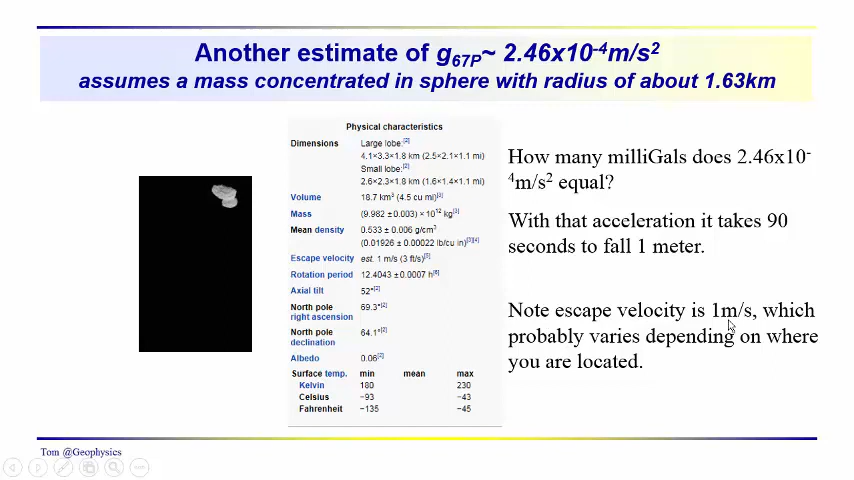 Another estimate of g67P~ 2.46x10-4m/s2
assumes a mass concentrated in sphere with radius of about 1.63km
Physical characteristics
Dimensions Large lobe:[2]
4.1×3.3×1.8 km (2.5×2.1×1.1 mi)
Small lobe:[2]
2.6×2.3×1.8 km (1.6×1.4×1.1 mi)
Volume 18.7 km3 (4.5 cu mi)[3]
Mass (9.982 ± 0.003) × 1012 kg[3]
Mean density 0.533 ± 0.006 g/cm3
(0.01926 ± 0.00022 lb/cu in)[3][4]
Escape velocity est. 1 m/s (3 ft/s)[5]
Rotation period 12.4043 ± 0.0007 h[6]
Axial tilt 52°[2]
North pole 69.3°[2]
right ascension
North pole 64.1°[2]
declination
Albedo 0.06[2]
Surface temp. min mean max
Kelvin 180 230
Celsius −93 −43
Fahrenheit −135 −45
How many milliGals does 2.46x10-
4m/s2 equal?
With that acceleration it takes 90
seconds to fall 1 meter.
Note escape velocity is 1m/s, which
probably varies depending on where
you are located.
Tom @Geophysics